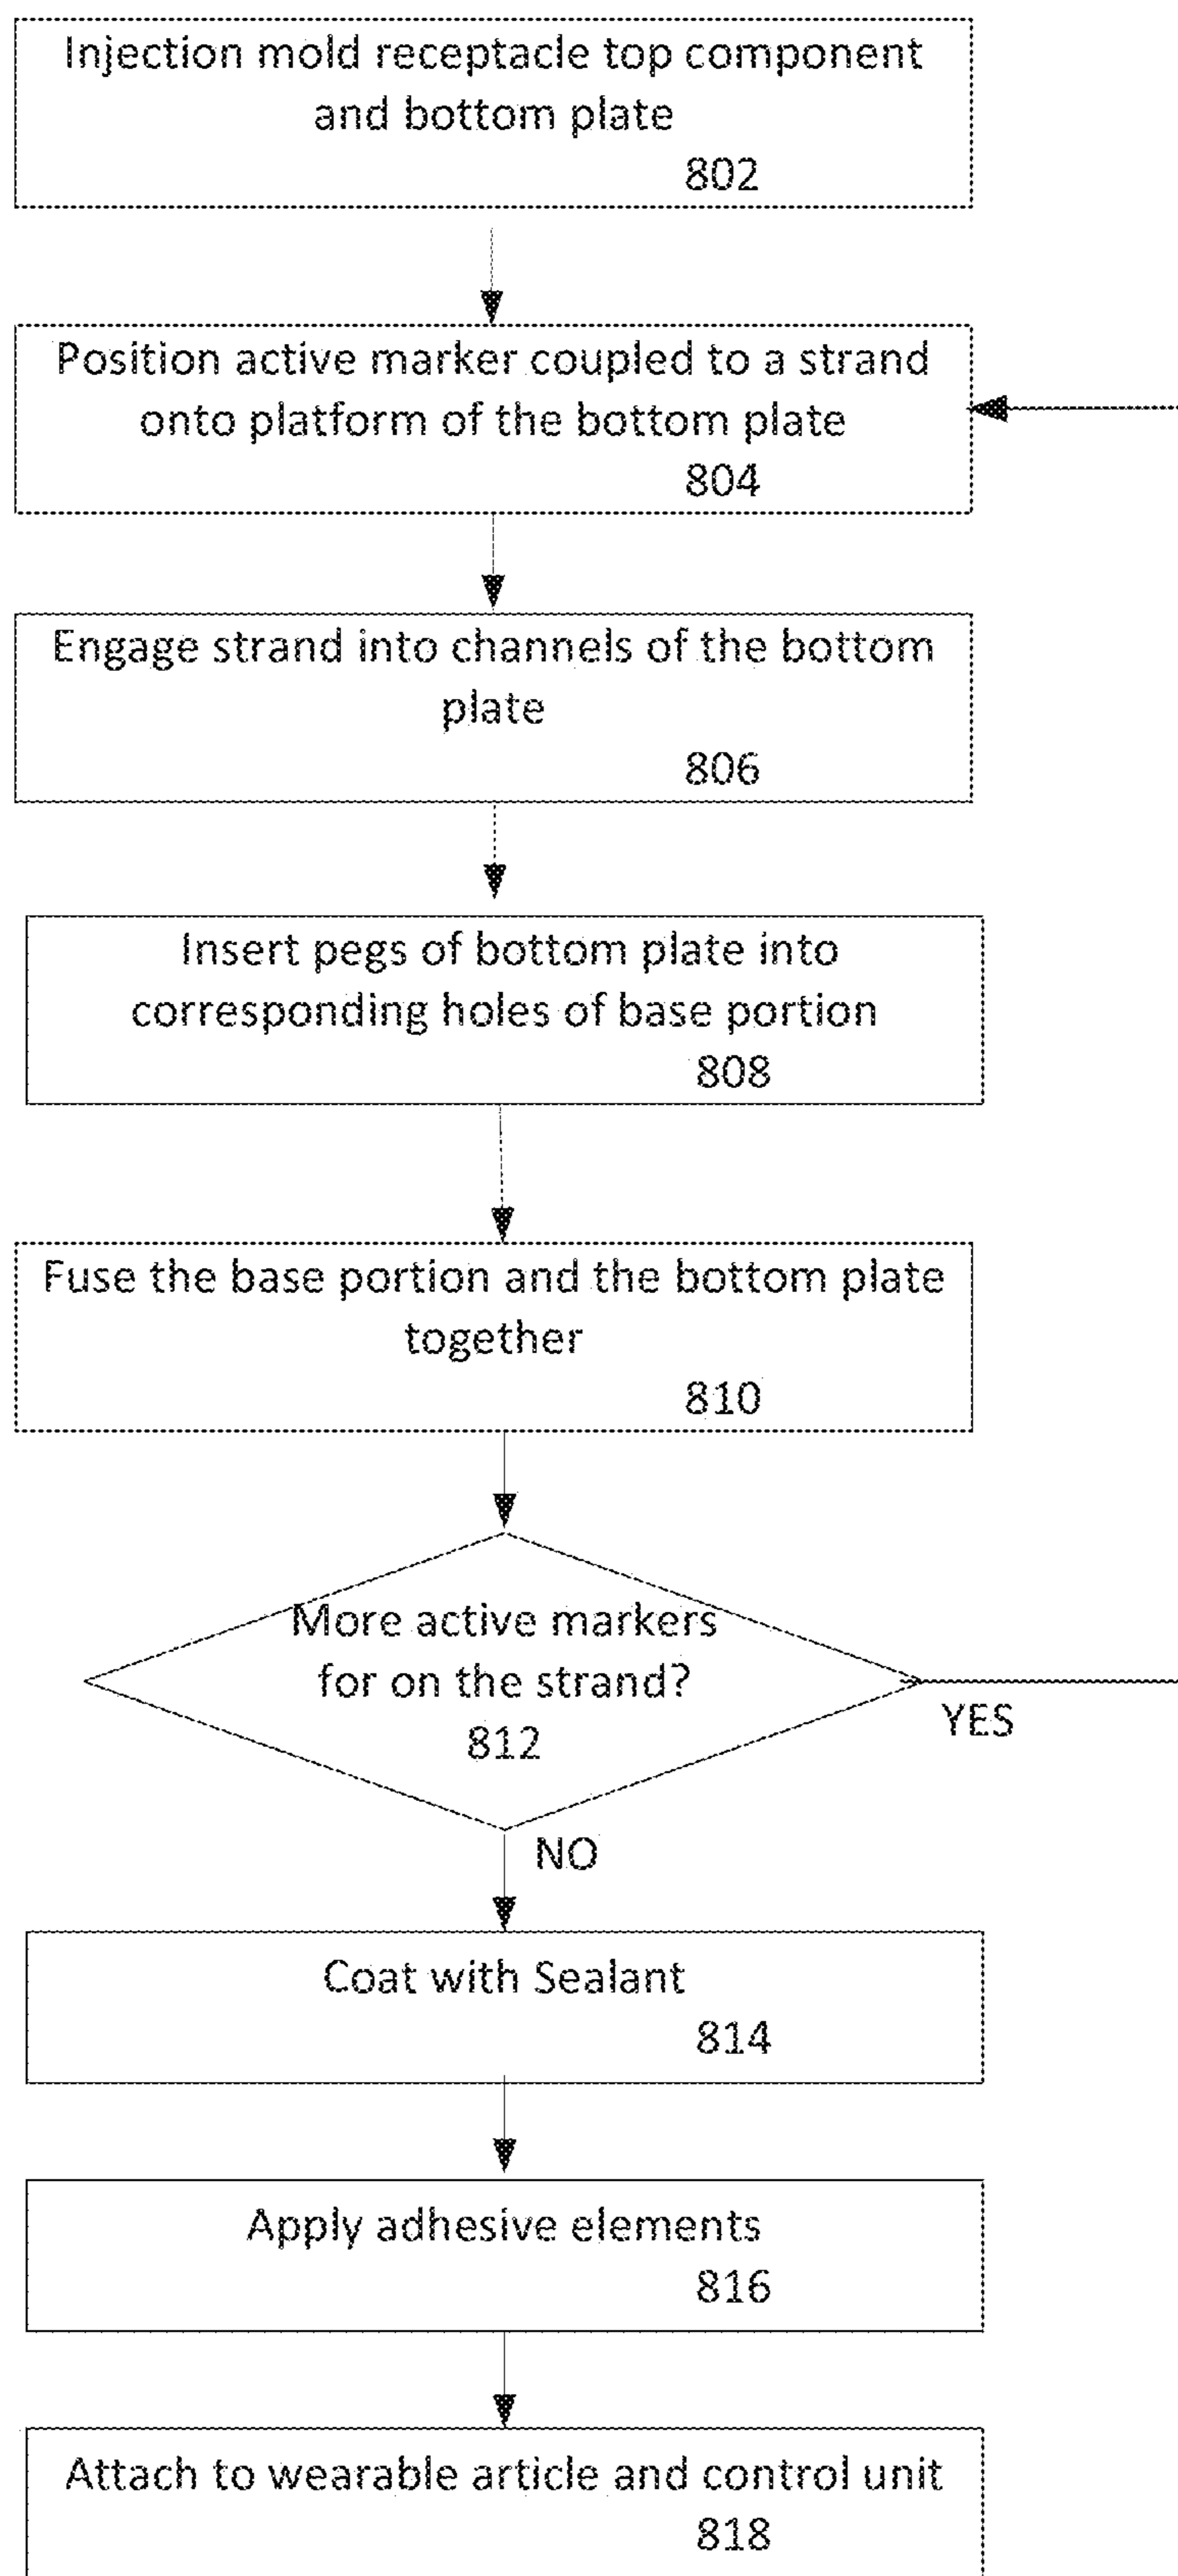 Injection mold receptacle top component
and bottom plate
802
Position active marker coupled to a strand
onto platform of the bottom plate
804
Engage strand into channels of the bottom
plate
806
Insert pegs of bottom plate into
corresponding holes of base portion
808
Fuse the base portion and the bottom plate
together
810
More active markers
for on the strand?
812
YES
NO
Coat with Sealant
814
Apply adhesive elements
816
Attach to wearable article and control unit
818